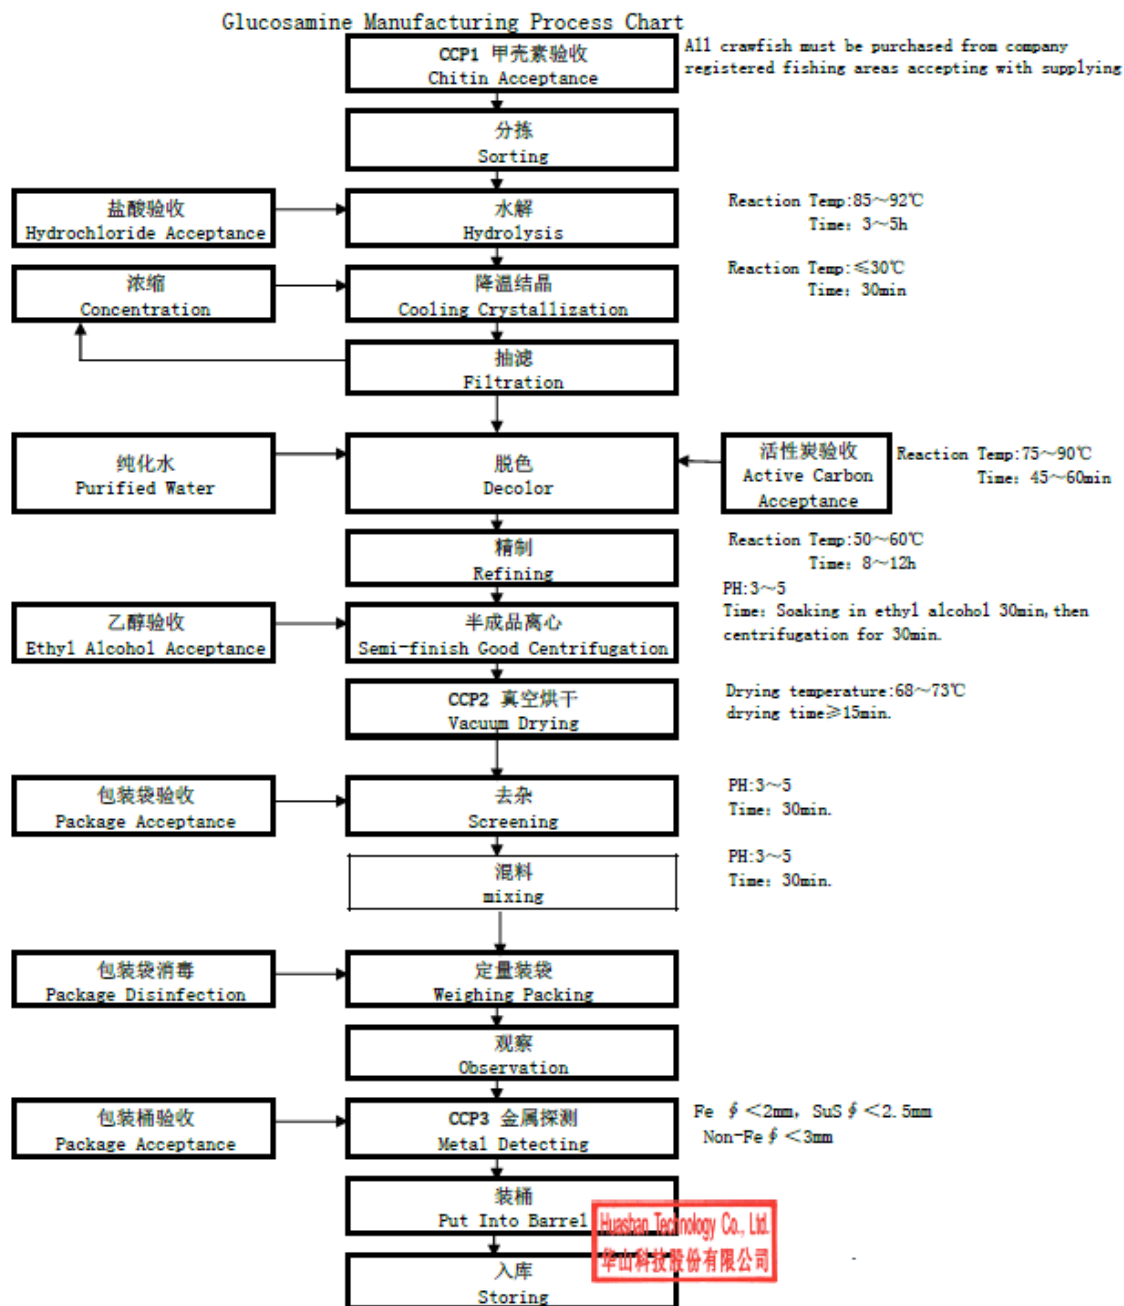 Glucosamine Manufacturing Process Chart
CCP1 甲壳素验收
Chitin Acceptance
All crawfish must be purchased from company
registered fishing areas accepting with supplying
分拣
Sorting
盐酸验收
Hydrochloride Acceptance
水解
Hydrolysis
Reaction Temp:85～92℃
Time: 3～5h
浓缩
Concentration
降温结晶
Cooling Crystallization
Reaction Temp:≤30℃
Time: 30min
抽滤
Filtration
纯化水
Purified Water
脱色
Decolor
活性炭验收
Active Carbon
Acceptance
Reaction Temp:75～90℃
Time: 45～60min
精制
Refining
Reaction Temp:50～60℃
Time: 8～12h
乙醇验收
Ethyl Alcohol Acceptance
半成品离心
Semi-finish Good Centrifugation
PH:3～5
Time: Soaking in ethyl alcohol 30min,then
centrifugation for 30min.
CCP2 真空烘干
Vacuum Drying
Drying temperature:68～73℃
drying time≥15min.
包装袋验收
Package Acceptance
去杂
Screening
PH:3～5
Time: 30min.
混料
mixing
PH:3～5
Time: 30min.
包装袋消毒
Package Disinfection
定量装袋
Weighing Packing
观察
Observation
包装桶验收
Package Acceptance
CCP3 金属探测
Metal Detecting
Fe ∮＜2mm, SuS∮＜2.5mm
Non-Fe∮＜3mm
装桶
Put Into Barrel
Huashan Technology Co., Ltd.
华山科技股份有限公司
入库
Storing